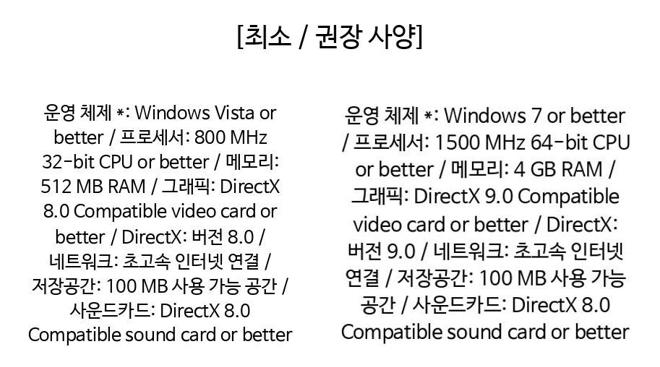 [최소 / 권장 사양]
운영 체제 *: Windows Vista or
better / 프로세서: 800 MHz
32-bit CPU or better / 메모리:
512 MB RAM / 그래픽: DirectX
8.0 Compatible video card or
better / DirectX: 버전 8.0 /
네트워크: 초고속 인터넷 연결 /
저장공간: 100 MB 사용 가능 공간 /
사운드카드: DirectX 8.0
Compatible sound card or better
운영 체제 *: Windows 7 or better
/ 프로세서: 1500 MHz 64-bit CPU
or better / 메모리: 4 GB RAM /
그래픽: DirectX 9.0 Compatible
video card or better / DirectX:
버전 9.0 / 네트워크: 초고속 인터넷
연결 / 저장공간: 100 MB 사용 가능
공간 / 사운드카드: DirectX 8.0
Compatible sound card or better